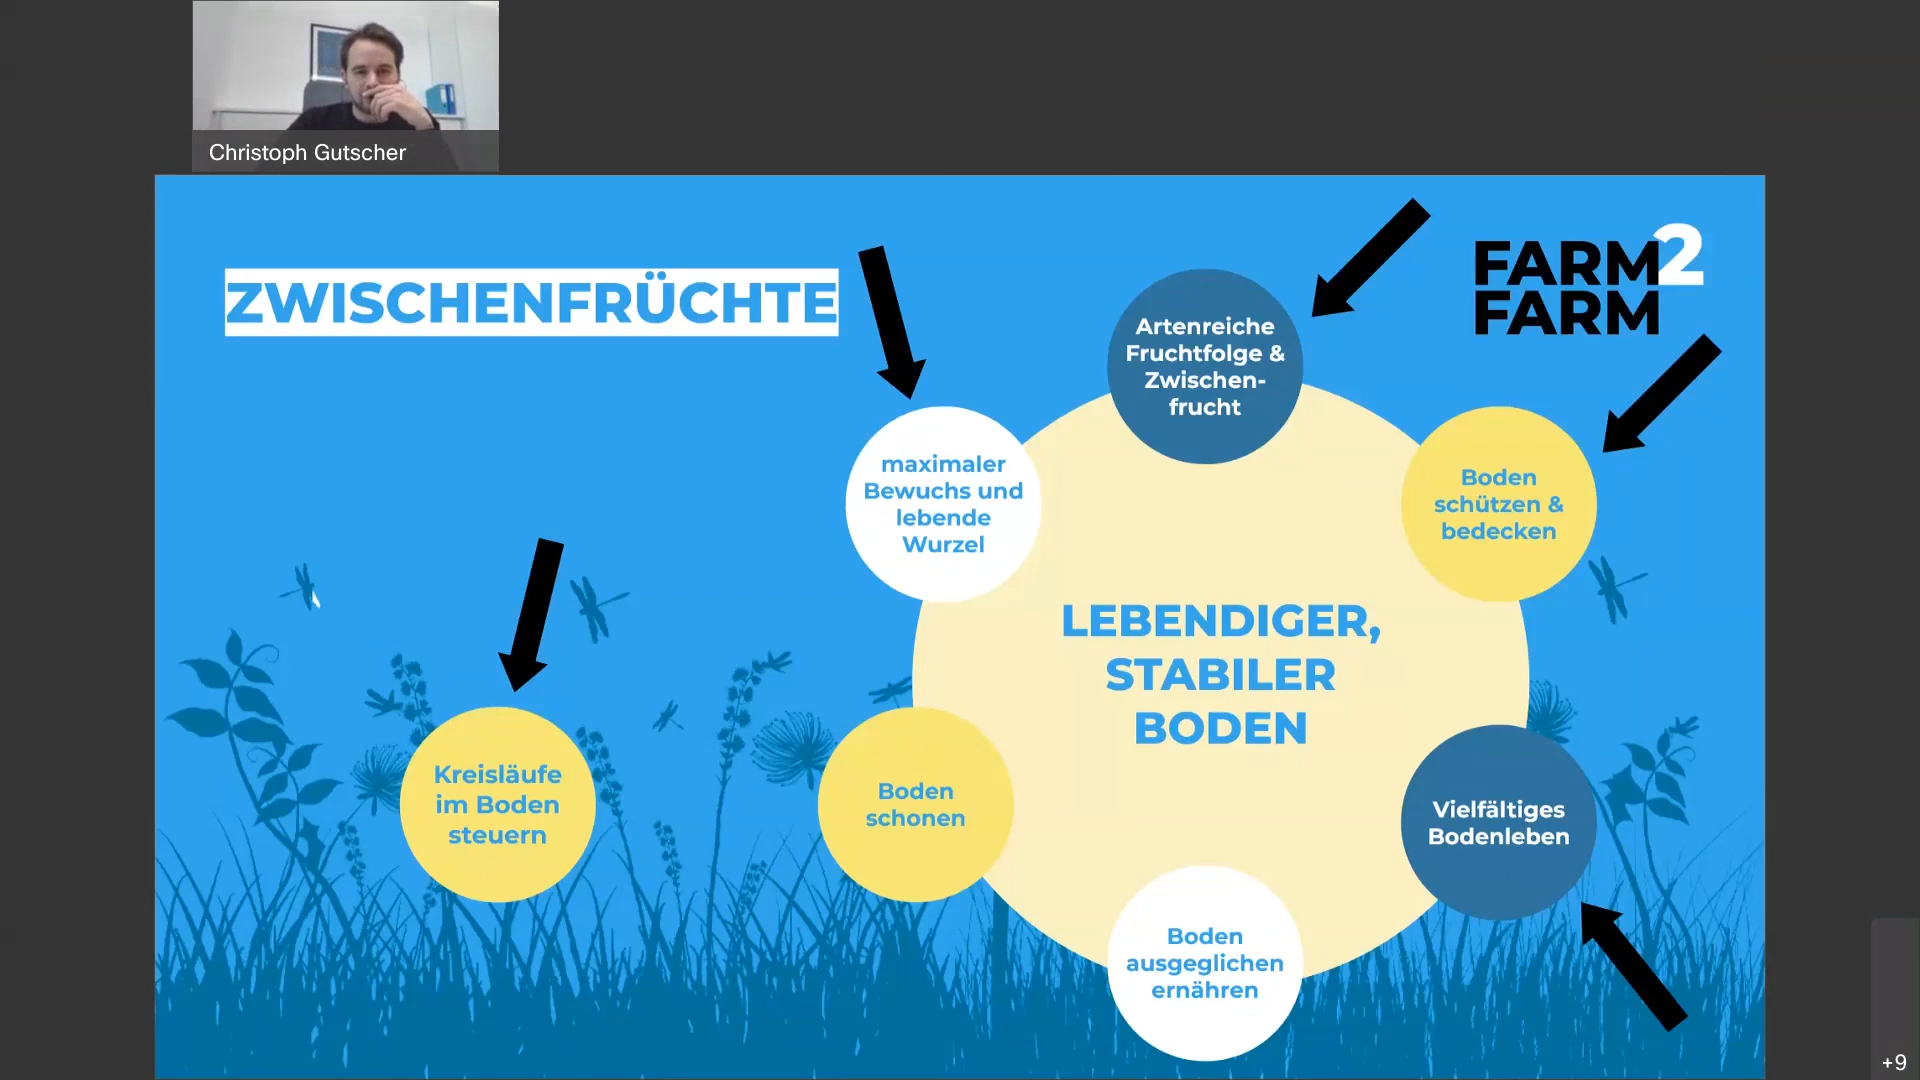 Christoph Gutscher
ZWISCHENFRÜCHTE
FARM2
FARM
Artenreiche
Fruchtfolge &
Zwischen-
frucht
maximaler
Bewuchs und
lebende
Wurzel
Boden
schützen &
bedecken
LEBENDIGER,
STABILER
BODEN
Kreisläufe
im Boden
steuern
Boden
schonen
Vielfältiges
Bodenleben
Boden
ausgeglichen
ernähren
+9